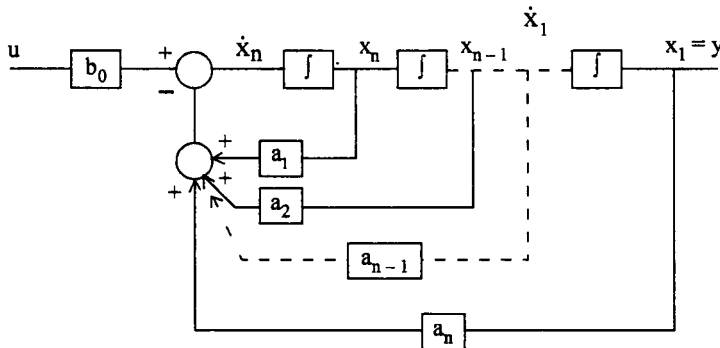 ẋ₁
u b₀ + ẋₙ ∫ xₙ ∫ xₙ₋₁ ∫ x₁ = y
−
+ a₁
+
+ a₂
aₙ₋₁
aₙ